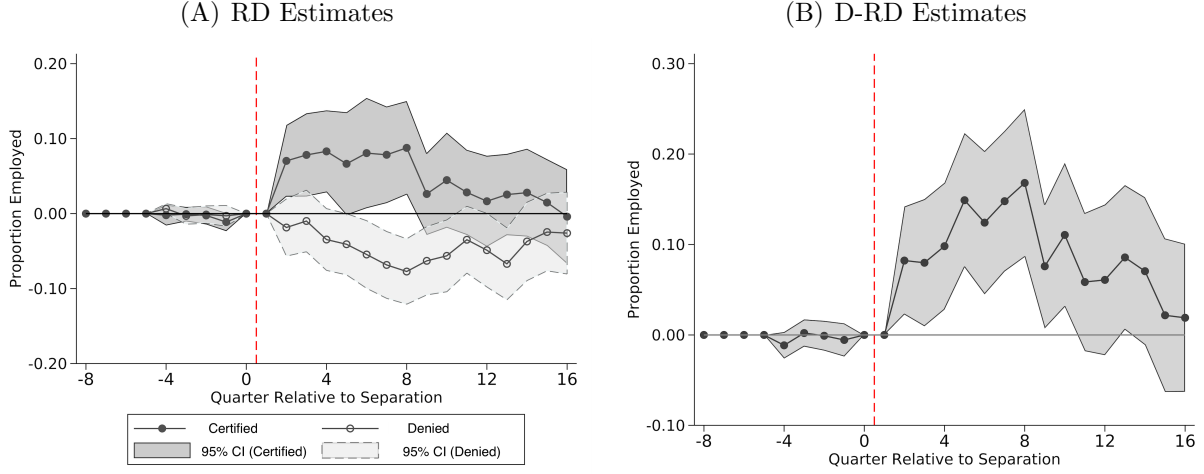 (A) RD Estimates
0.20
0.10
0.00
-0.10
-0.20
Proportion Employed
-8 -4 0 4 8 12 16
Quarter Relative to Separation
Certified Denied
95% CI (Certified) 95% CI (Denied)
(B) D-RD Estimates
0.30
0.20
0.10
0.00
-0.10
Proportion Employed
-8 -4 0 4 8 12 16
Quarter Relative to Separation